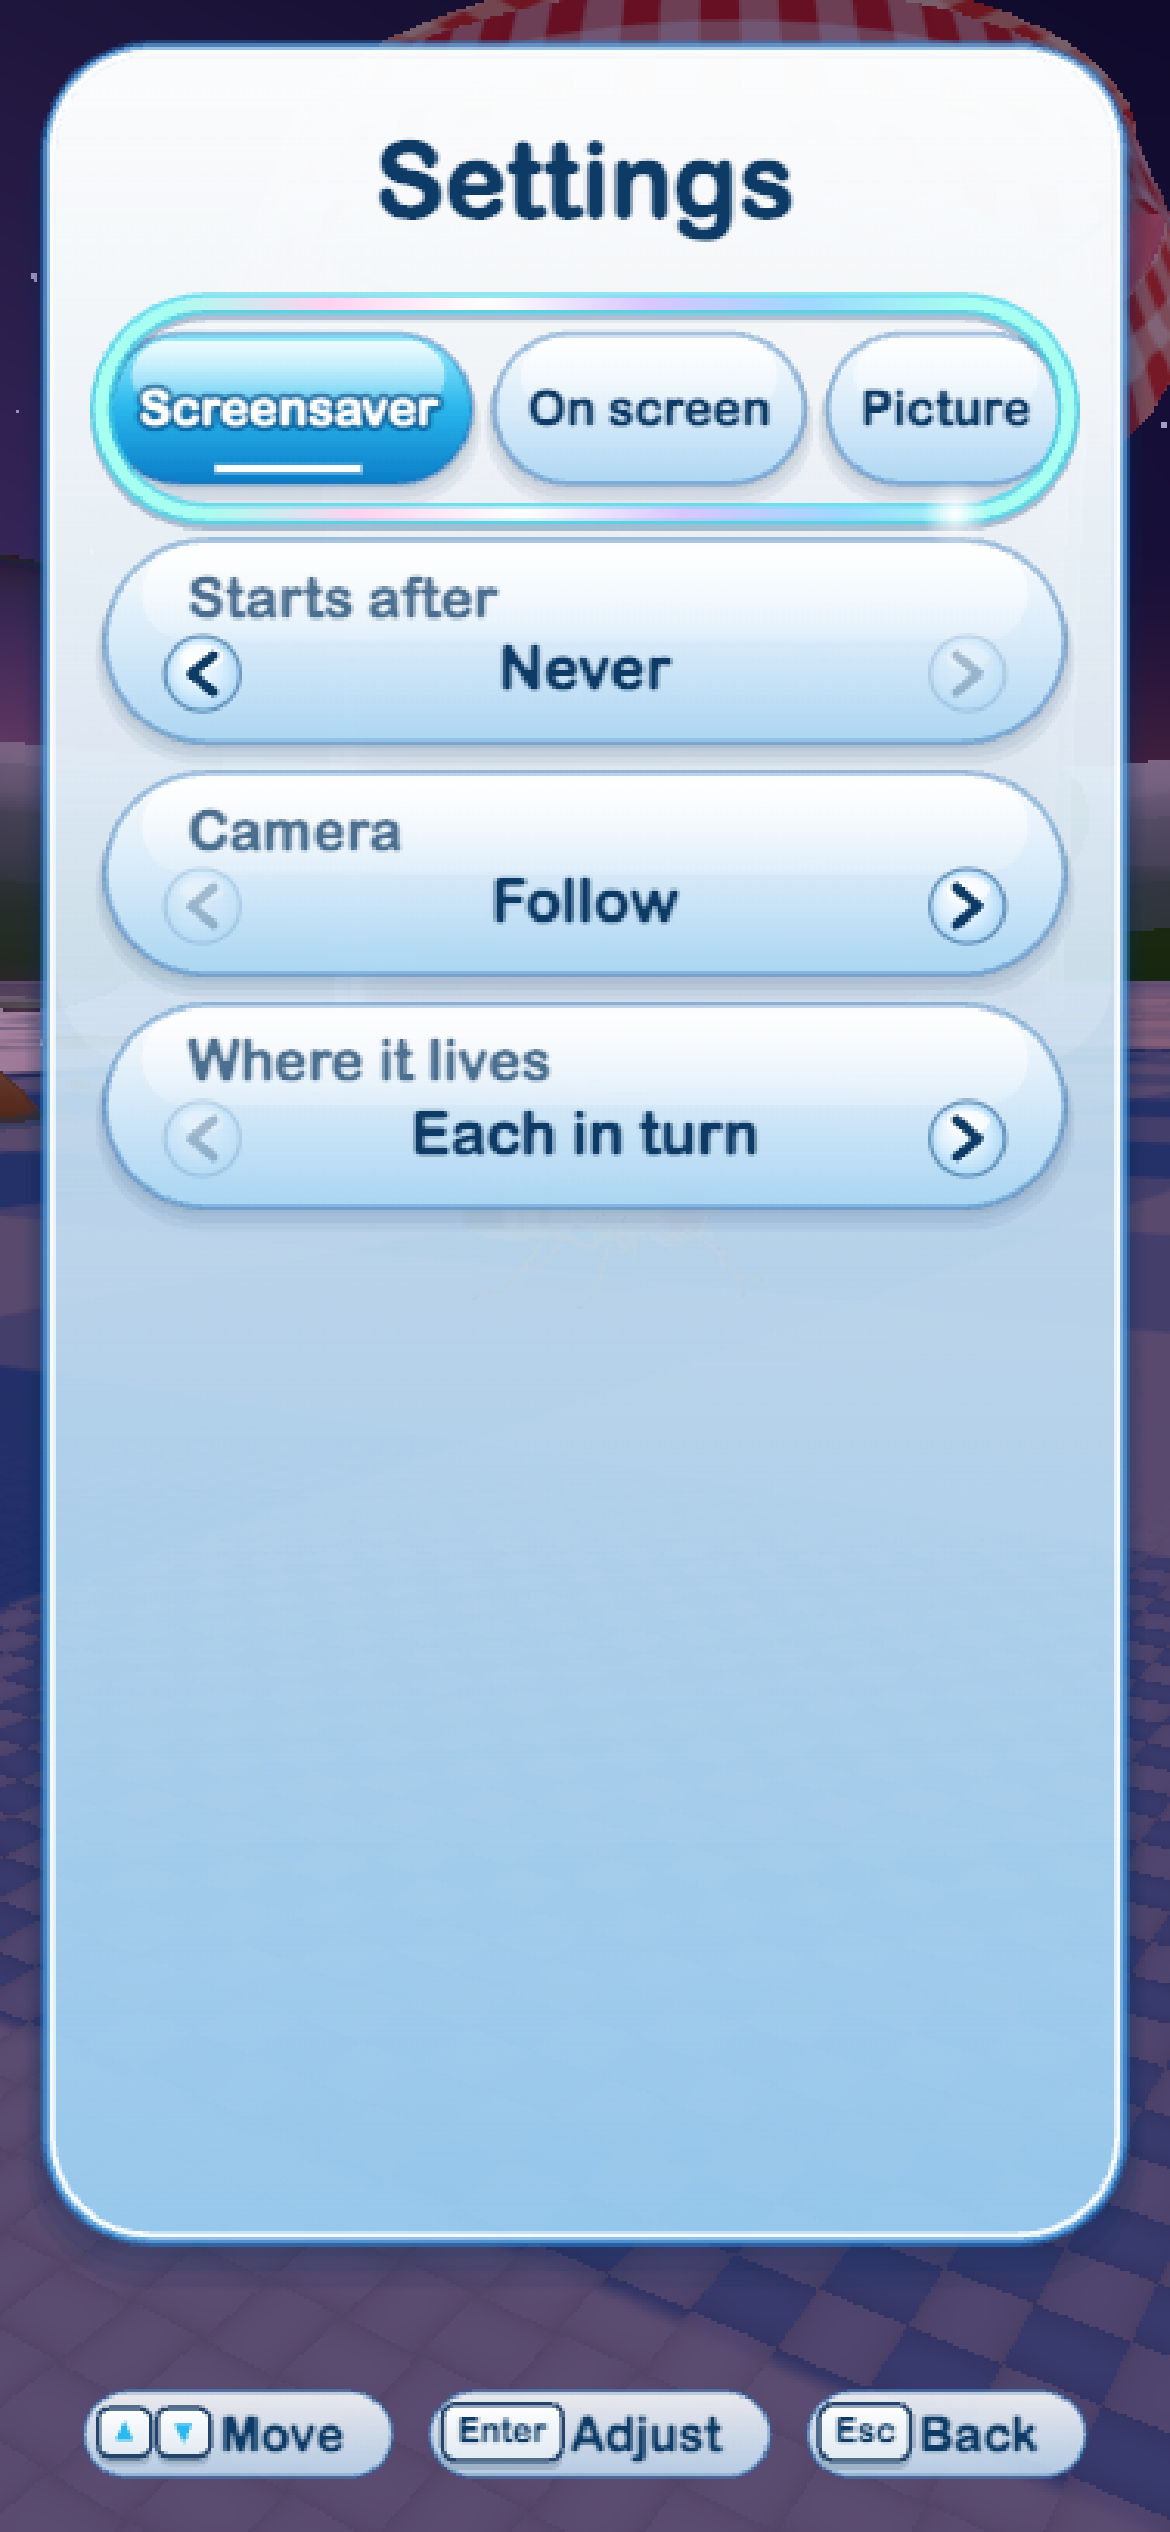 Settings
Screensaver On screen Picture
Starts after
Never
Camera
Follow
Where it lives
Each in turn
Move Enter Adjust Esc Back